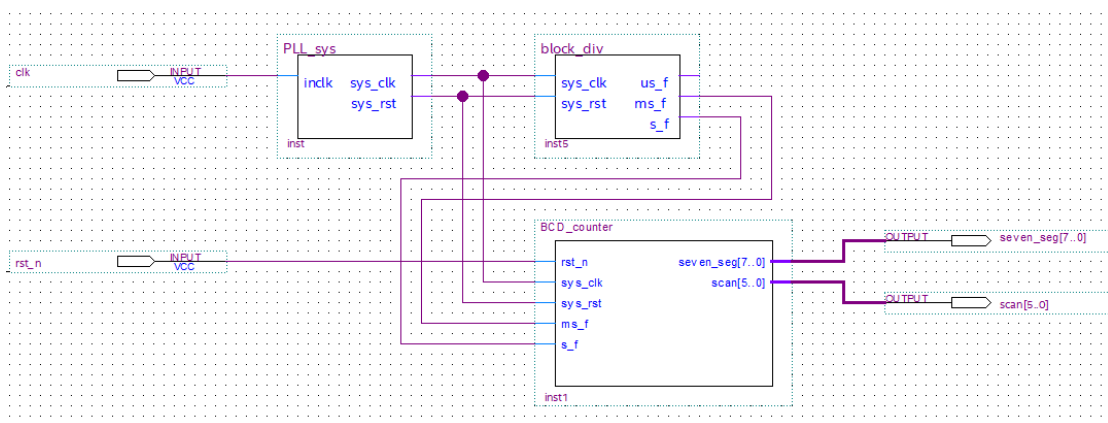 PLL_sys
block_div
clk
INPUT
VCC
inclk
sys_clk
sys_rst
inst
sys_clk
us_f
sys_rst
ms_f
s_f
inst5
BCD_counter
rst_n
INPUT
VCC
rst_n
seven_seg[7..0]
sys_clk
scan[5..0]
sys_rst
ms_f
s_f
inst1
OUTPUT
seven_seg[7..0]
OUTPUT
scan[5..0]